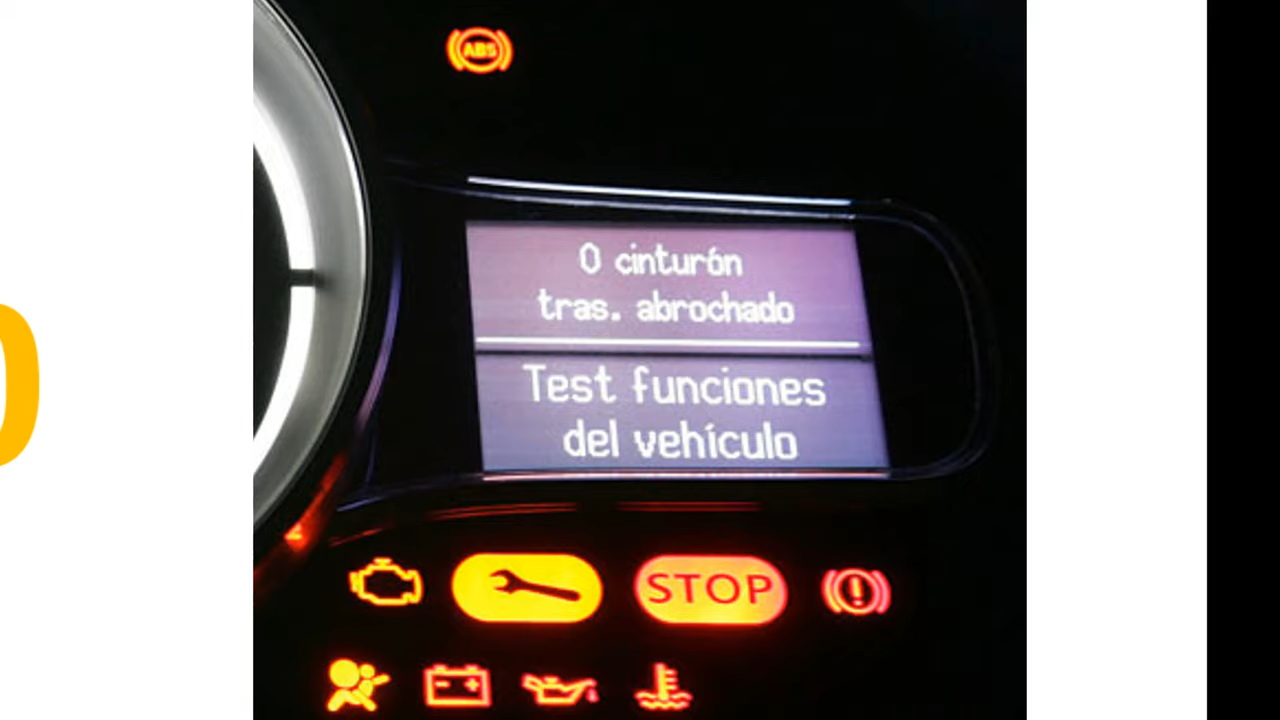 ABS
0 cinturón
tras. abrochado
Test funciones
del vehículo
STOP